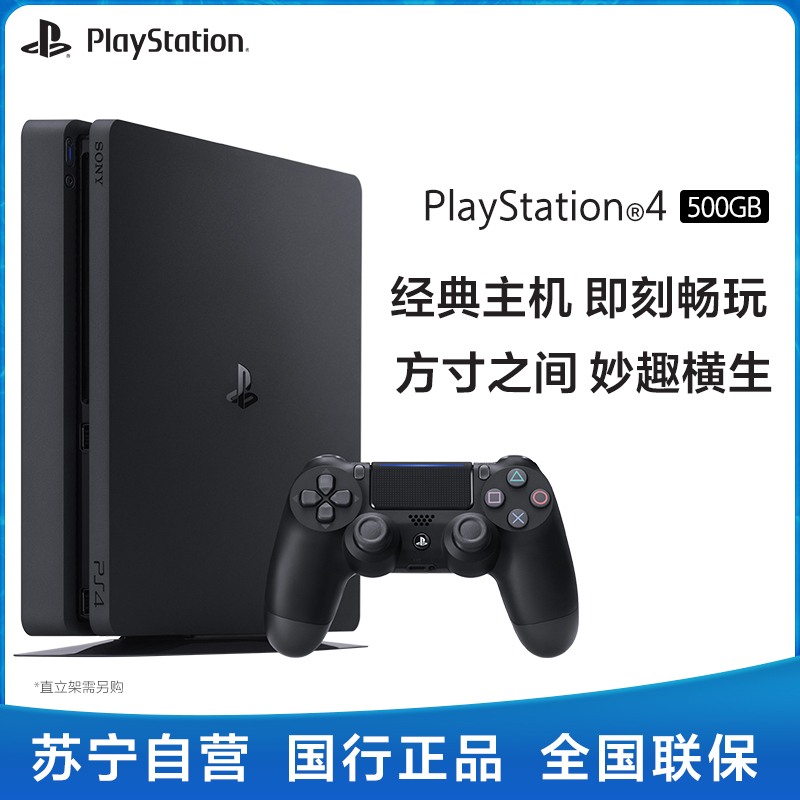 PlayStation®
SONY
PlayStation®4 500GB
经典主机 即刻畅玩
方寸之间 妙趣横生
PS4
*直立架需另购
苏宁自营 国行正品 全国联保